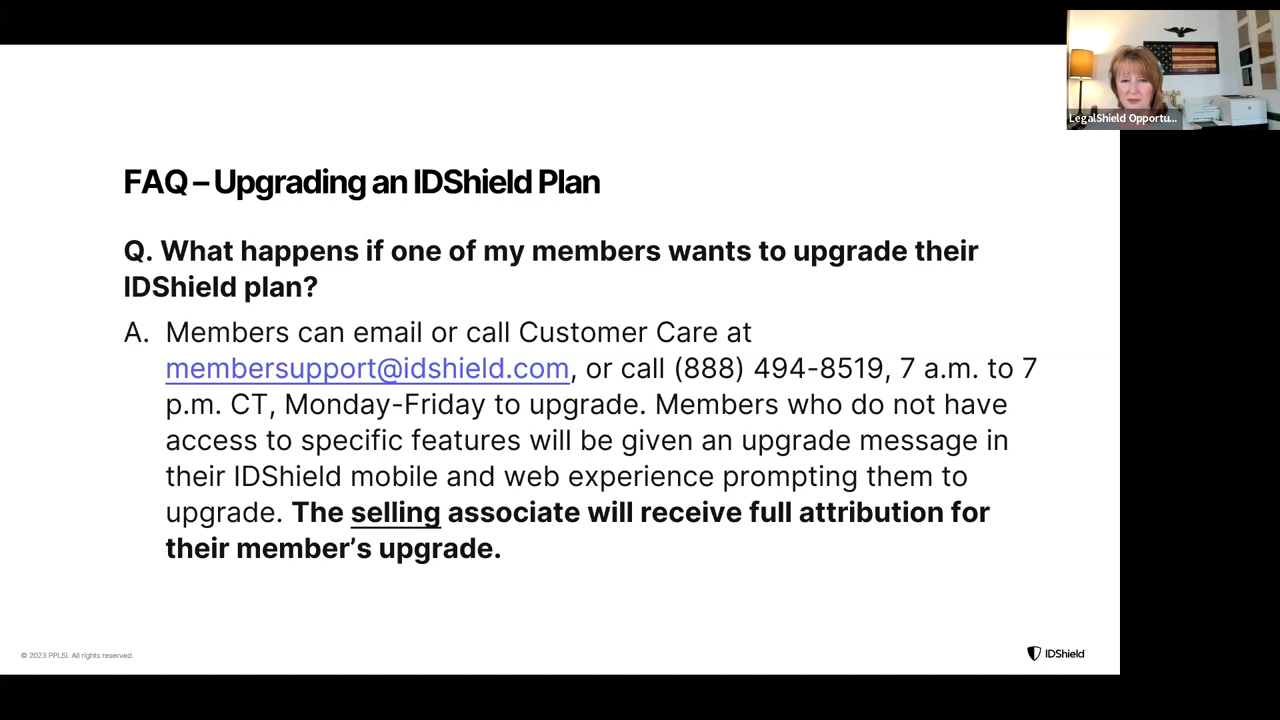 LegalShield Opportu...
FAQ – Upgrading an IDShield Plan
Q. What happens if one of my members wants to upgrade their
IDShield plan?
A. Members can email or call Customer Care at
membersupport@idshield.com, or call (888) 494-8519, 7 a.m. to 7
p.m. CT, Monday-Friday to upgrade. Members who do not have
access to specific features will be given an upgrade message in
their IDShield mobile and web experience prompting them to
upgrade. The selling associate will receive full attribution for
their member’s upgrade.
© 2023 PPLSI. All rights reserved.
IDShield